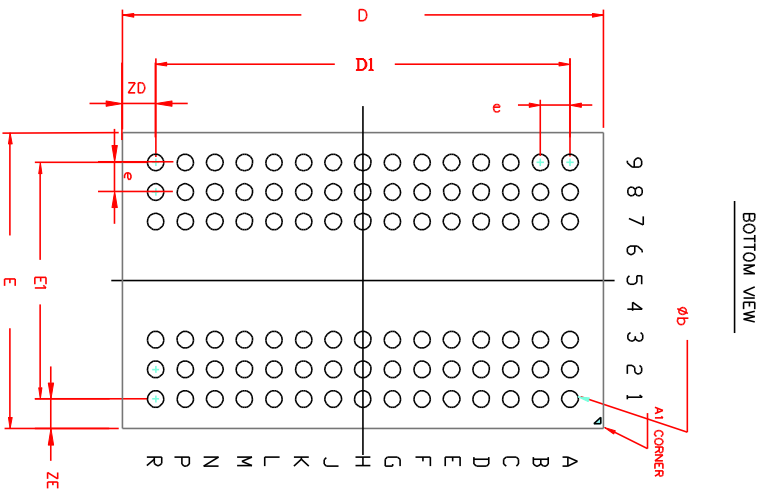 D
D1
ZD
e
e
9
8
7
6
5
4
3
2
1
E
E1
BOTTOM VIEW
Øb
A1 CORNER
R P N M L K J H G F E D C B A
ZE